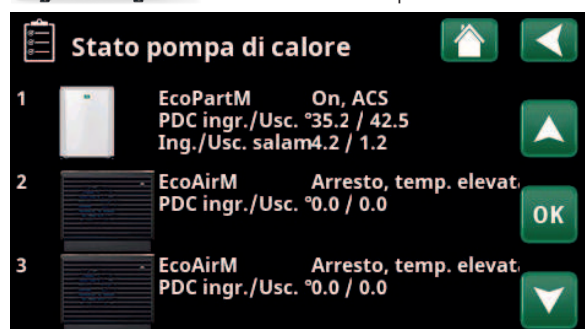 Stato pompa di calore
1 EcoPartM On, ACS
PDC ingr./Usc. °35.2 / 42.5
Ing./Usc. salam4.2 / 1.2
2 EcoAirM Arresto, temp. elevat
PDC ingr./Usc. °0.0 / 0.0
OK
3 EcoAirM Arresto, temp. elevat
PDC ingr./Usc. °0.0 / 0.0